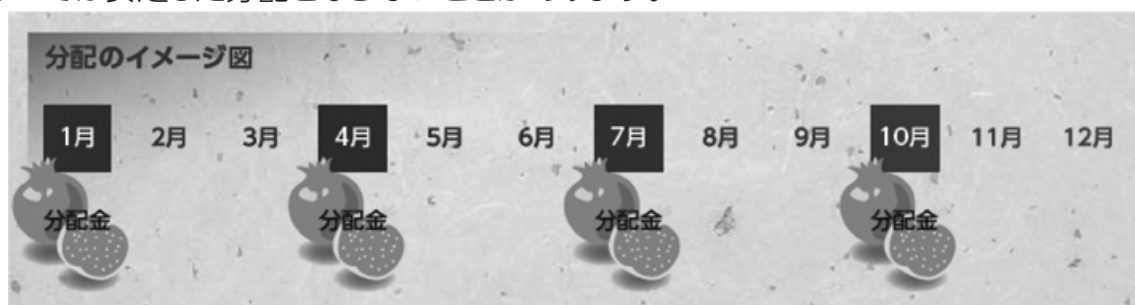 分配のイメージ図
1月 2月 3月 4月 5月 6月 7月 8月 9月 10月 11月 12月
分配金 分配金 分配金 分配金